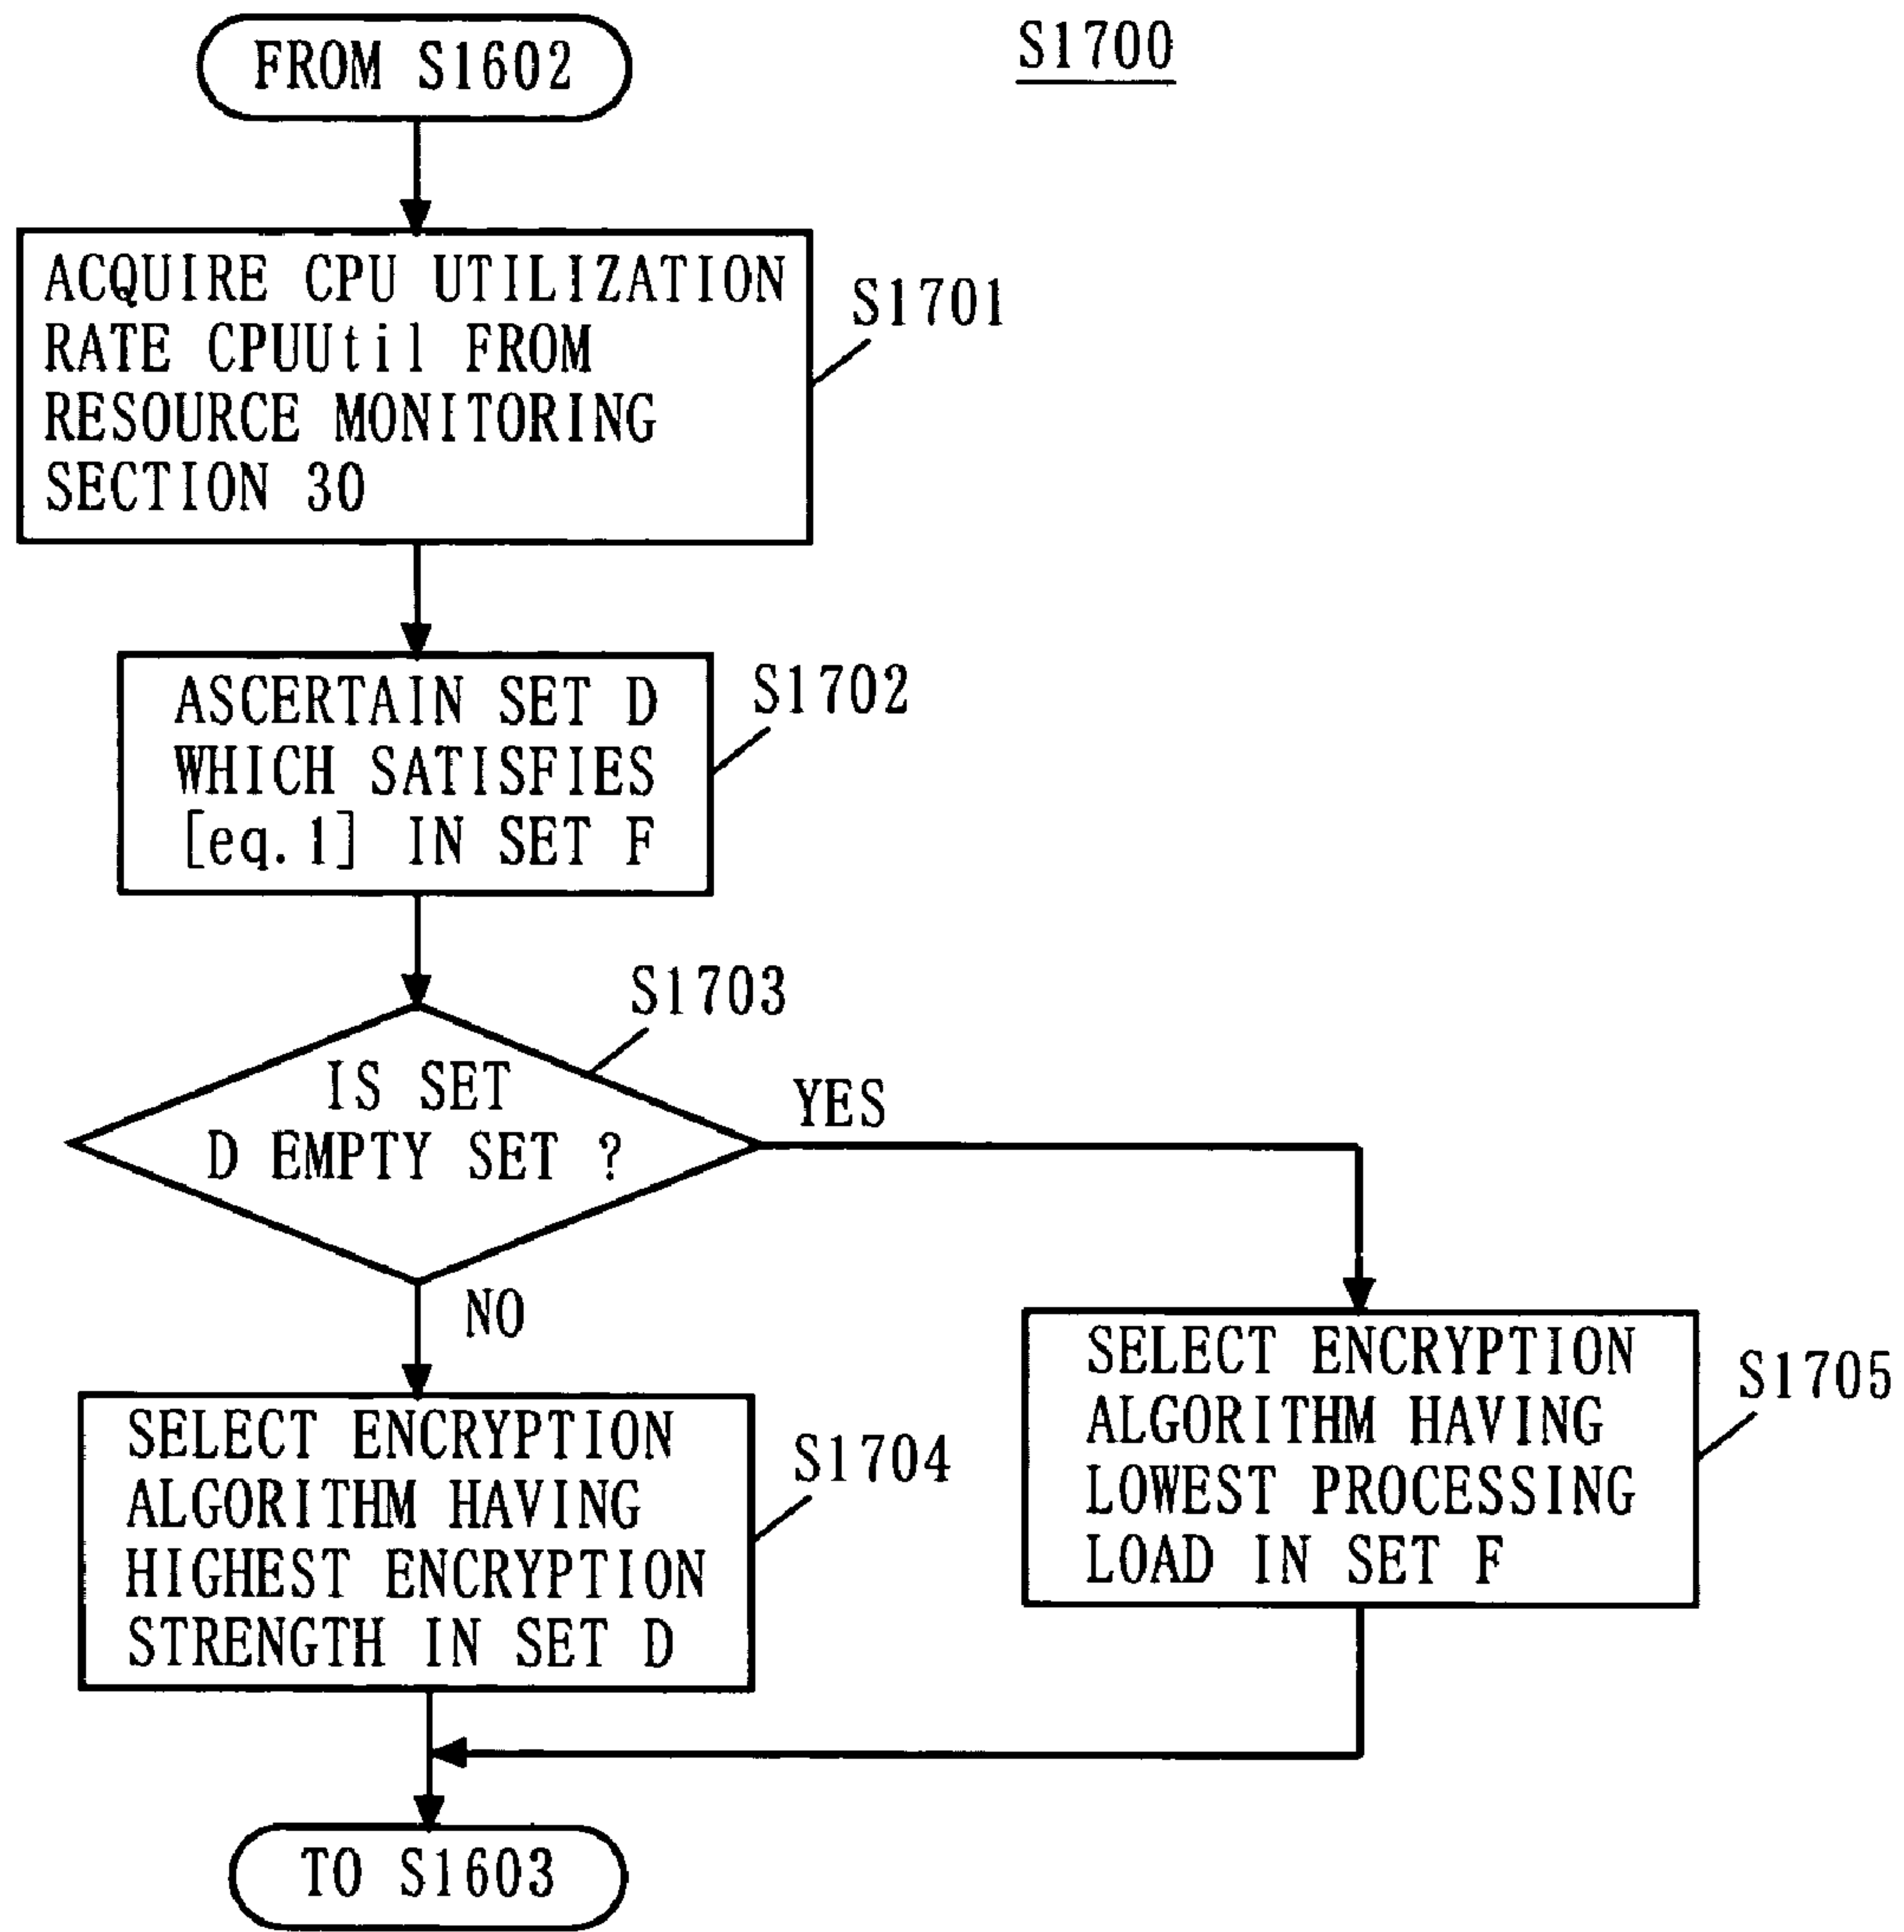 FROM S1602
S1700
ACQUIRE CPU UTILIZATION
RATE CPUUtil FROM
RESOURCE MONITORING
SECTION 30
S1701
ASCERTAIN SET D
WHICH SATISFIES
[eq. 1] IN SET F
S1702
S1703
IS SET
D EMPTY SET ?
YES
NO
SELECT ENCRYPTION
ALGORITHM HAVING
HIGHEST ENCRYPTION
STRENGTH IN SET D
S1704
SELECT ENCRYPTION
ALGORITHM HAVING
LOWEST PROCESSING
LOAD IN SET F
S1705
TO S1603